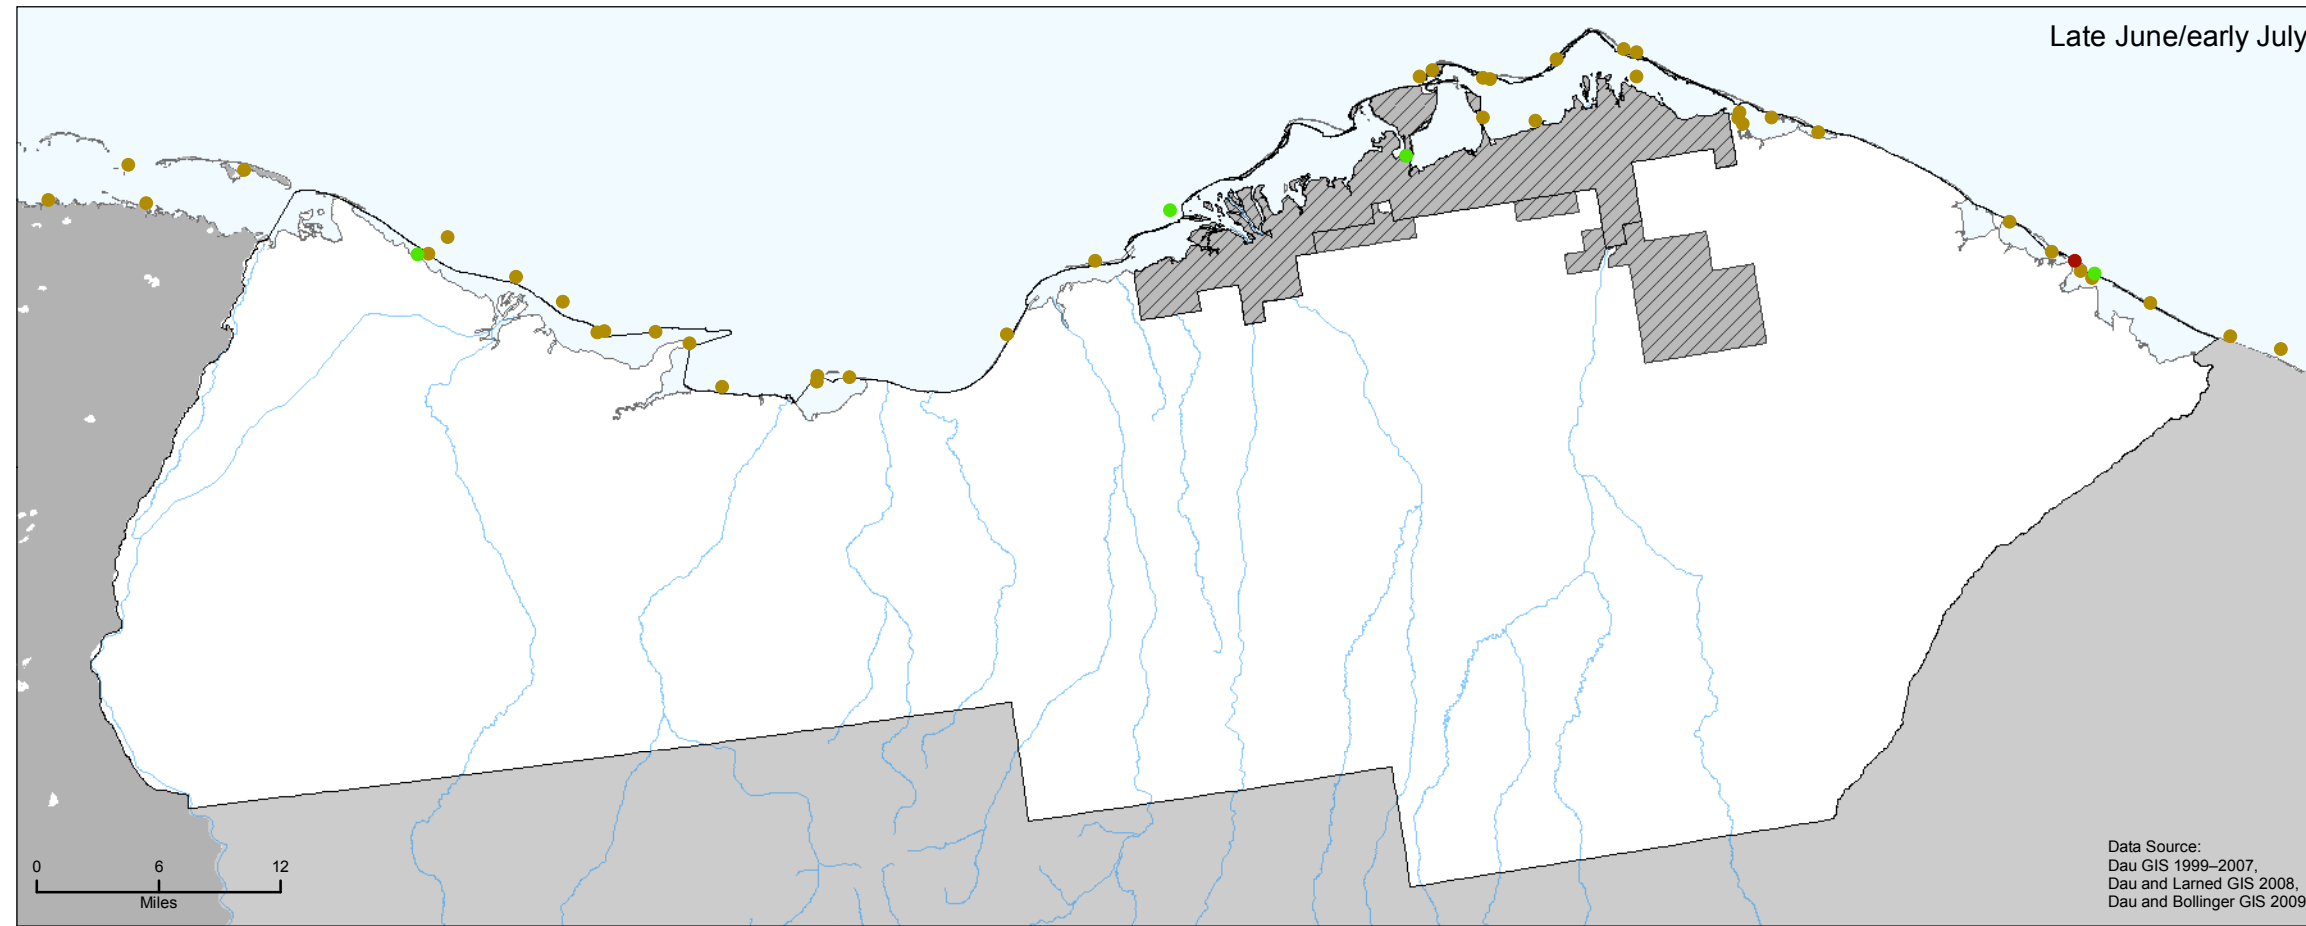 Late June/early July
0 6 12
Miles
Data Source:
Dau GIS 1999–2007,
Dau and Larned GIS 2008,
Dau and Bollinger GIS 2009